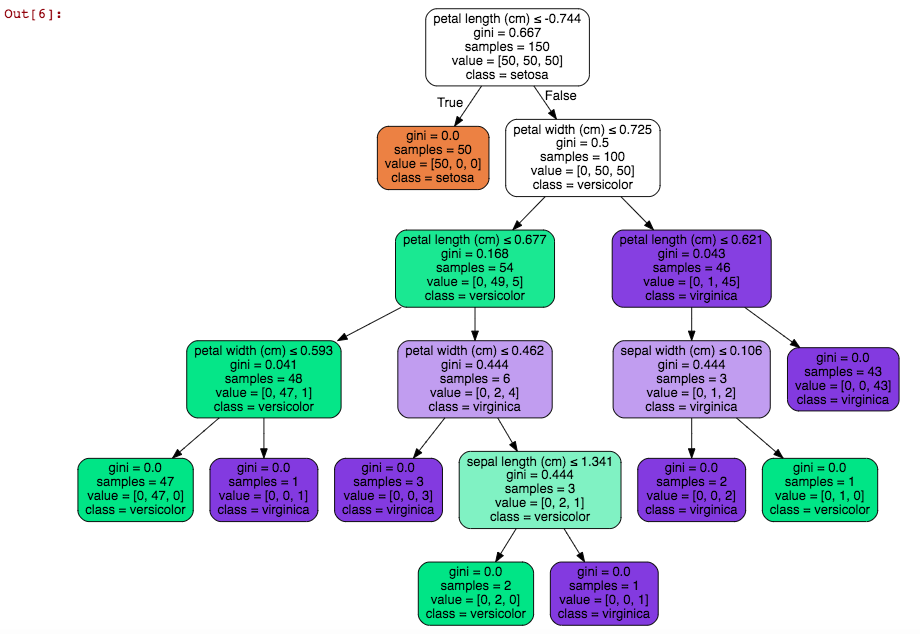 Out[6]:
petal length (cm) ≤ -0.744
gini = 0.667
samples = 150
value = [50, 50, 50]
class = setosa
True
False
gini = 0.0
samples = 50
value = [50, 0, 0]
class = setosa
petal width (cm) ≤ 0.725
gini = 0.5
samples = 100
value = [0, 50, 50]
class = versicolor
petal length (cm) ≤ 0.677
gini = 0.168
samples = 54
value = [0, 49, 5]
class = versicolor
petal length (cm) ≤ 0.621
gini = 0.043
samples = 46
value = [0, 1, 45]
class = virginica
petal width (cm) ≤ 0.593
gini = 0.041
samples = 48
value = [0, 47, 1]
class = versicolor
petal width (cm) ≤ 0.462
gini = 0.444
samples = 6
value = [0, 2, 4]
class = virginica
sepal width (cm) ≤ 0.106
gini = 0.444
samples = 3
value = [0, 1, 2]
class = virginica
gini = 0.0
samples = 43
value = [0, 0, 43]
class = virginica
gini = 0.0
samples = 47
value = [0, 47, 0]
class = versicolor
gini = 0.0
samples = 1
value = [0, 0, 1]
class = virginica
gini = 0.0
samples = 3
value = [0, 0, 3]
class = virginica
sepal length (cm) ≤ 1.341
gini = 0.444
samples = 3
value = [0, 2, 1]
class = versicolor
gini = 0.0
samples = 2
value = [0, 0, 2]
class = virginica
gini = 0.0
samples = 1
value = [0, 1, 0]
class = versicolor
gini = 0.0
samples = 2
value = [0, 2, 0]
class = versicolor
gini = 0.0
samples = 1
value = [0, 0, 1]
class = virginica